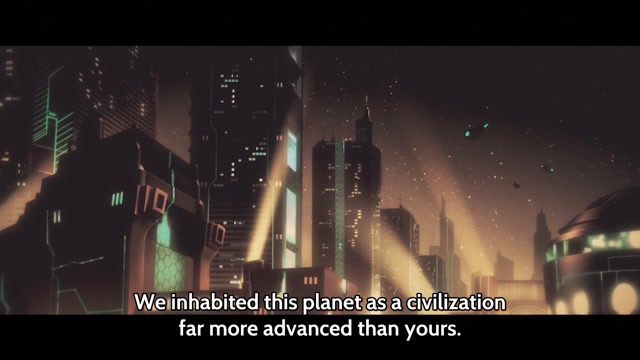 We inhabited this planet as a civilization
far more advanced than yours.